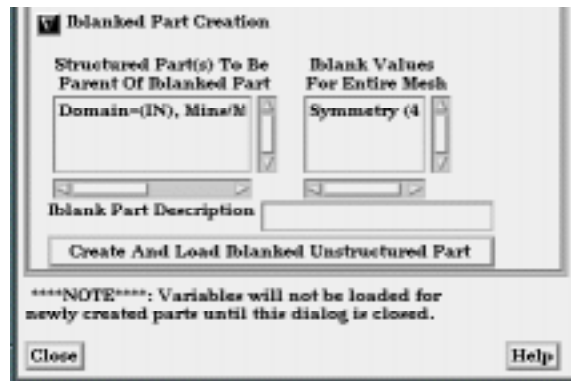 Iblanked Part Creation
Structured Part(s) To Be
Parent Of Iblanked Part
Domain=(IN), Mins/M
Iblank Values
For Entire Mesh
Symmetry (4
Iblank Part Description
Create And Load Iblanked Unstructured Part
****NOTE****: Variables will not be loaded for
newly created parts until this dialog is closed.
Close
Help